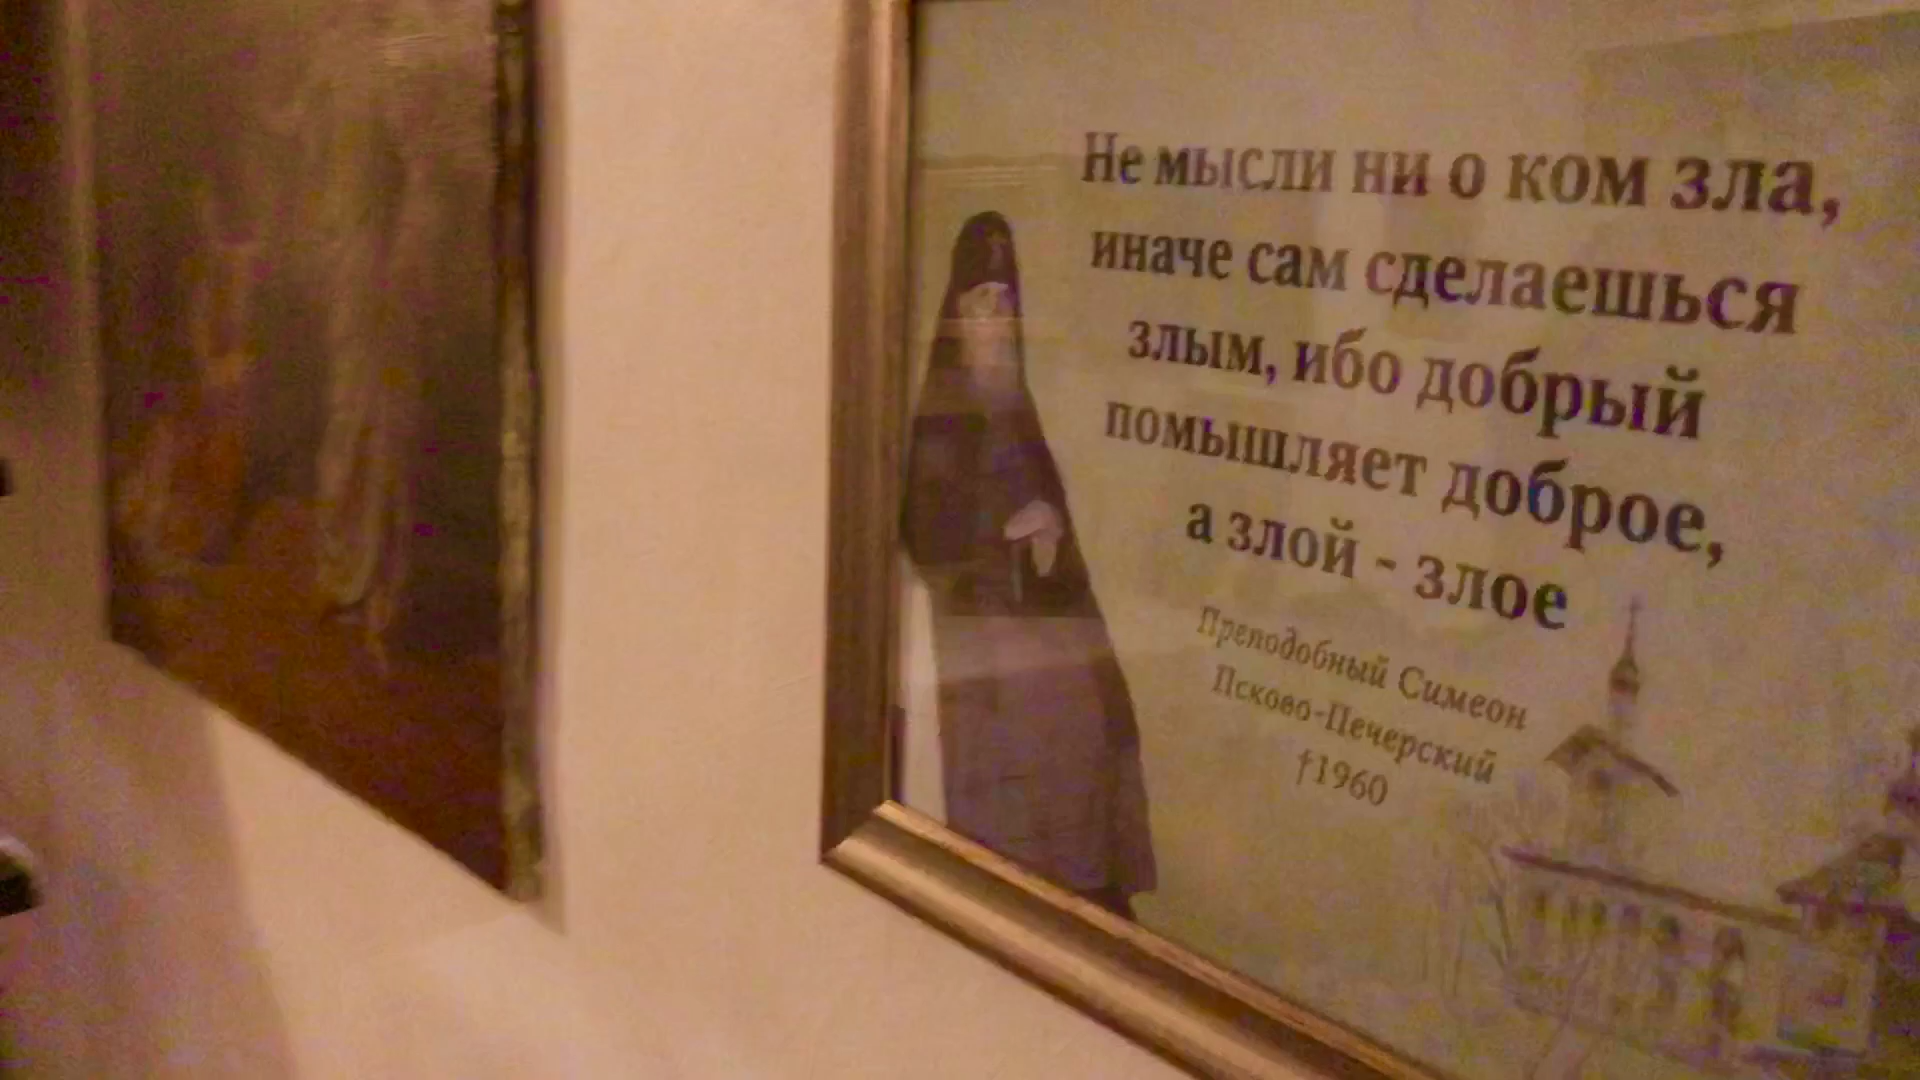 Не мысли ни о ком зла,
иначе сам сделаешься
злым, ибо добрый
помышляет доброе,
а злой - злое
Преподобный Симеон
Псково-Печерский
†1960